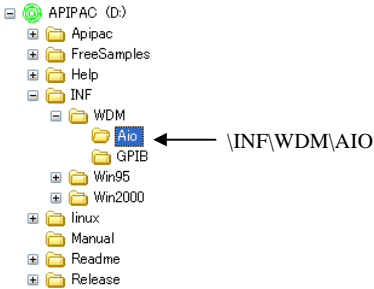 APIPAC (D:)
Apipac
FreeSamples
Help
INF
WDM
Aio
\INF\WDM\AIO
GPIB
Win95
Win2000
linux
Manual
Readme
Release